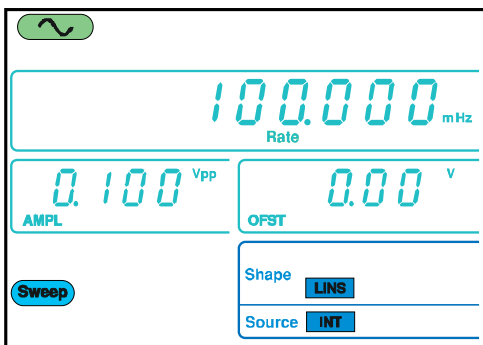 100.000 mHz
Rate
0.100 Vpp
AMPL
0.00 V
OFST
Sweep
Shape LINS
Source INT